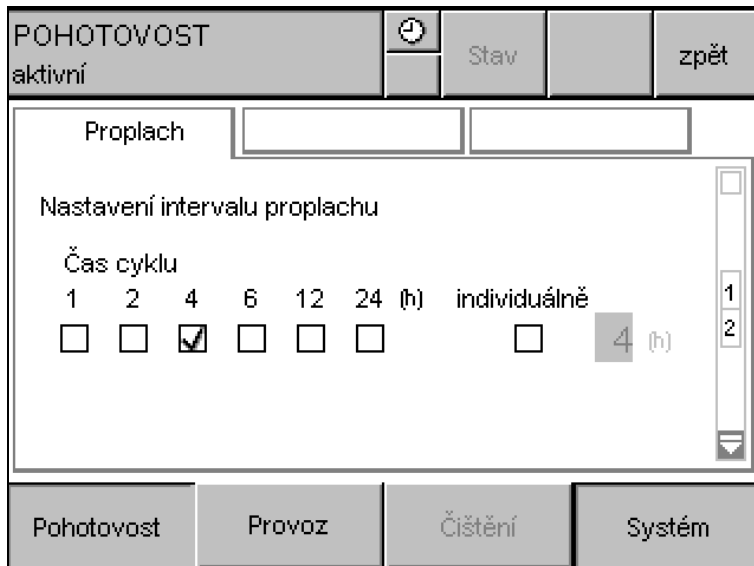 POHOTOVOST
aktivní
Stav
zpět
Proplach
Nastavení intervalu proplachu
Čas cyklu
1 2 4 6 12 24 (h) individuálně
4 (h)
1
2
Pohotovost Provoz Čištění Systém